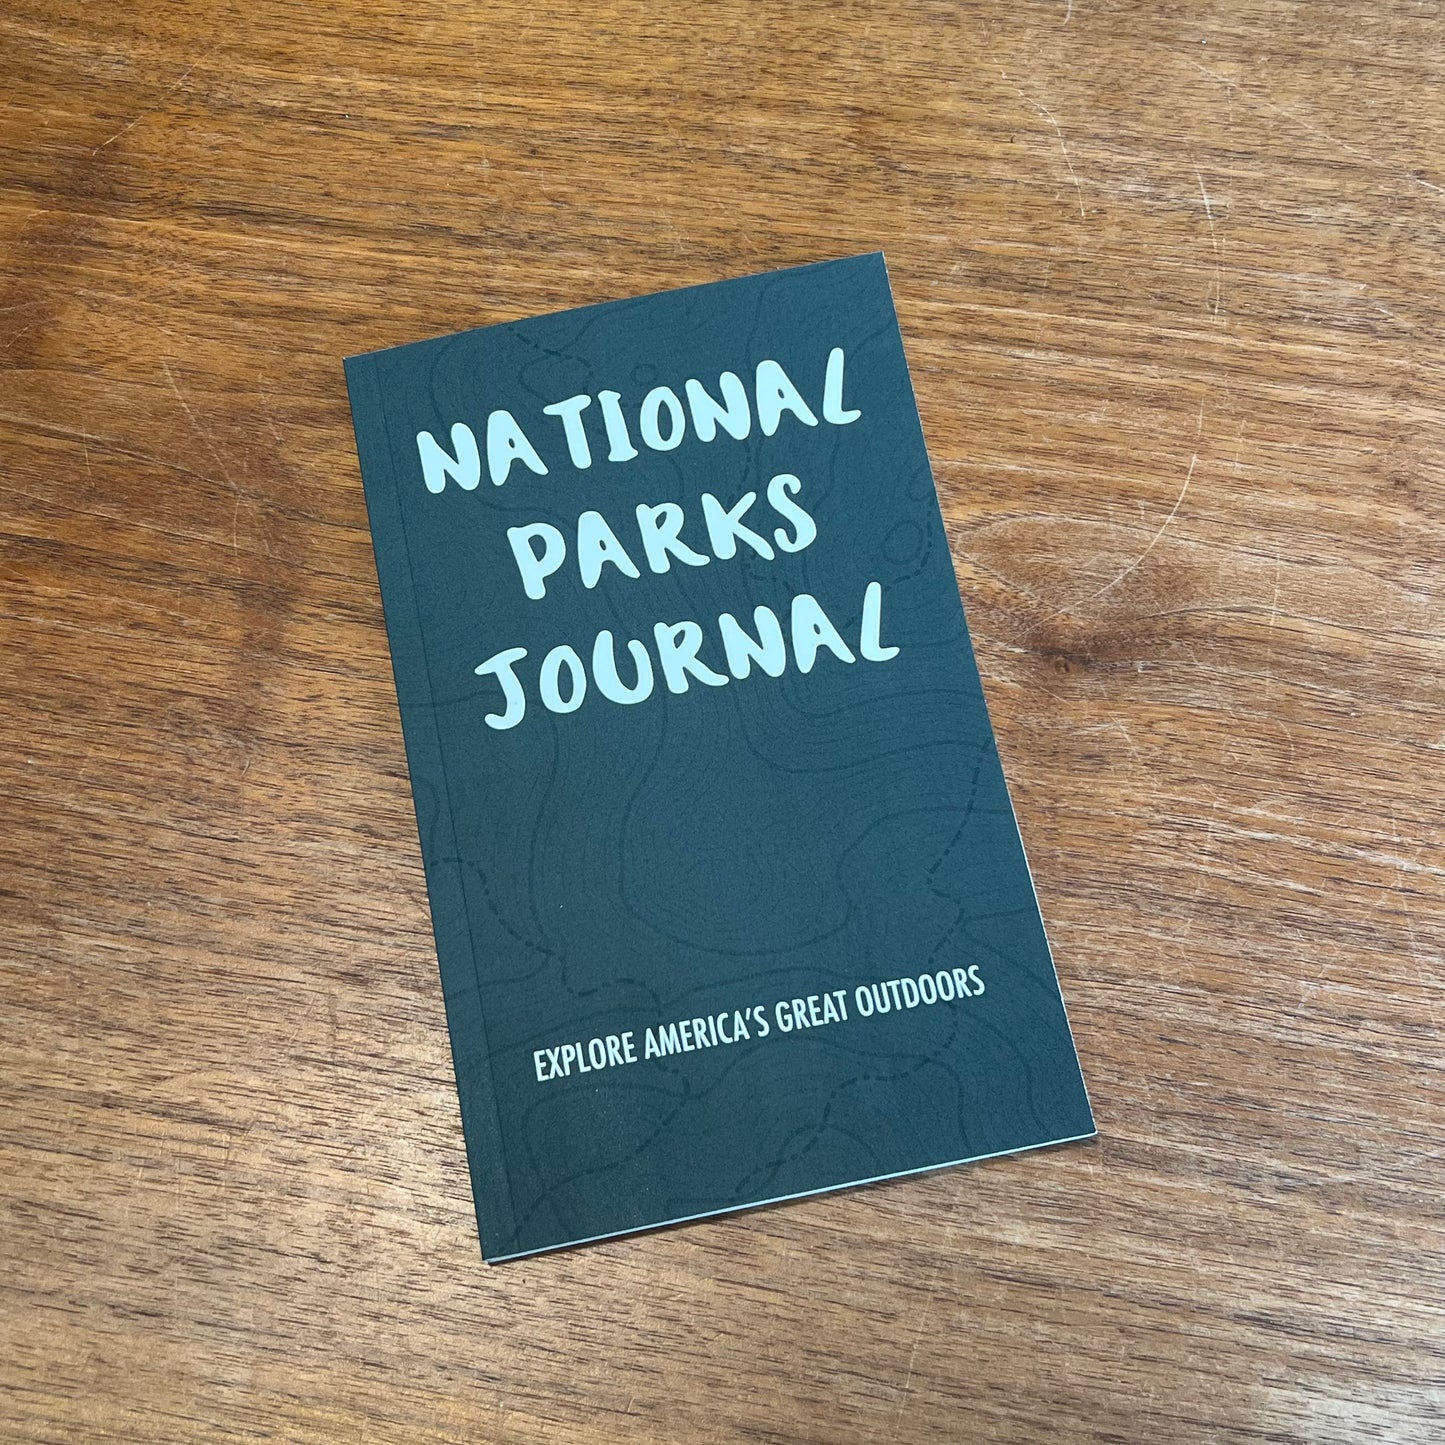 NATIONAL
PARKS
JOURNAL
EXPLORE AMERICA'S GREAT OUTDOORS